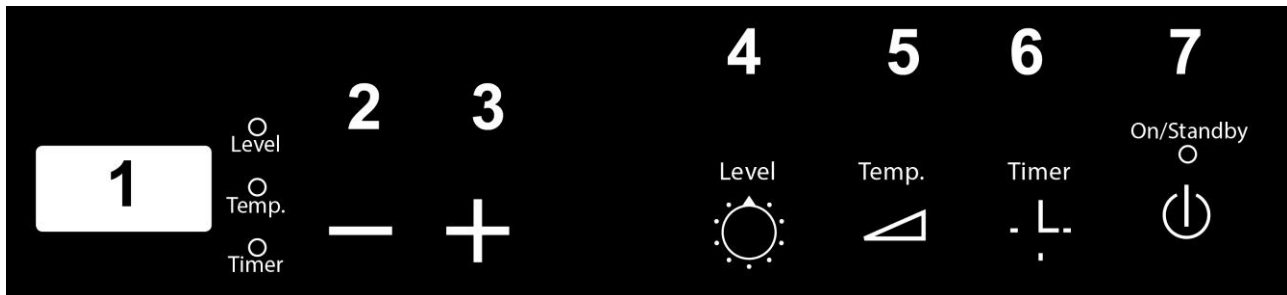 4 5 6 7
2 3
On/Standby
Level
1
Level Temp. Timer
Temp.
Timer